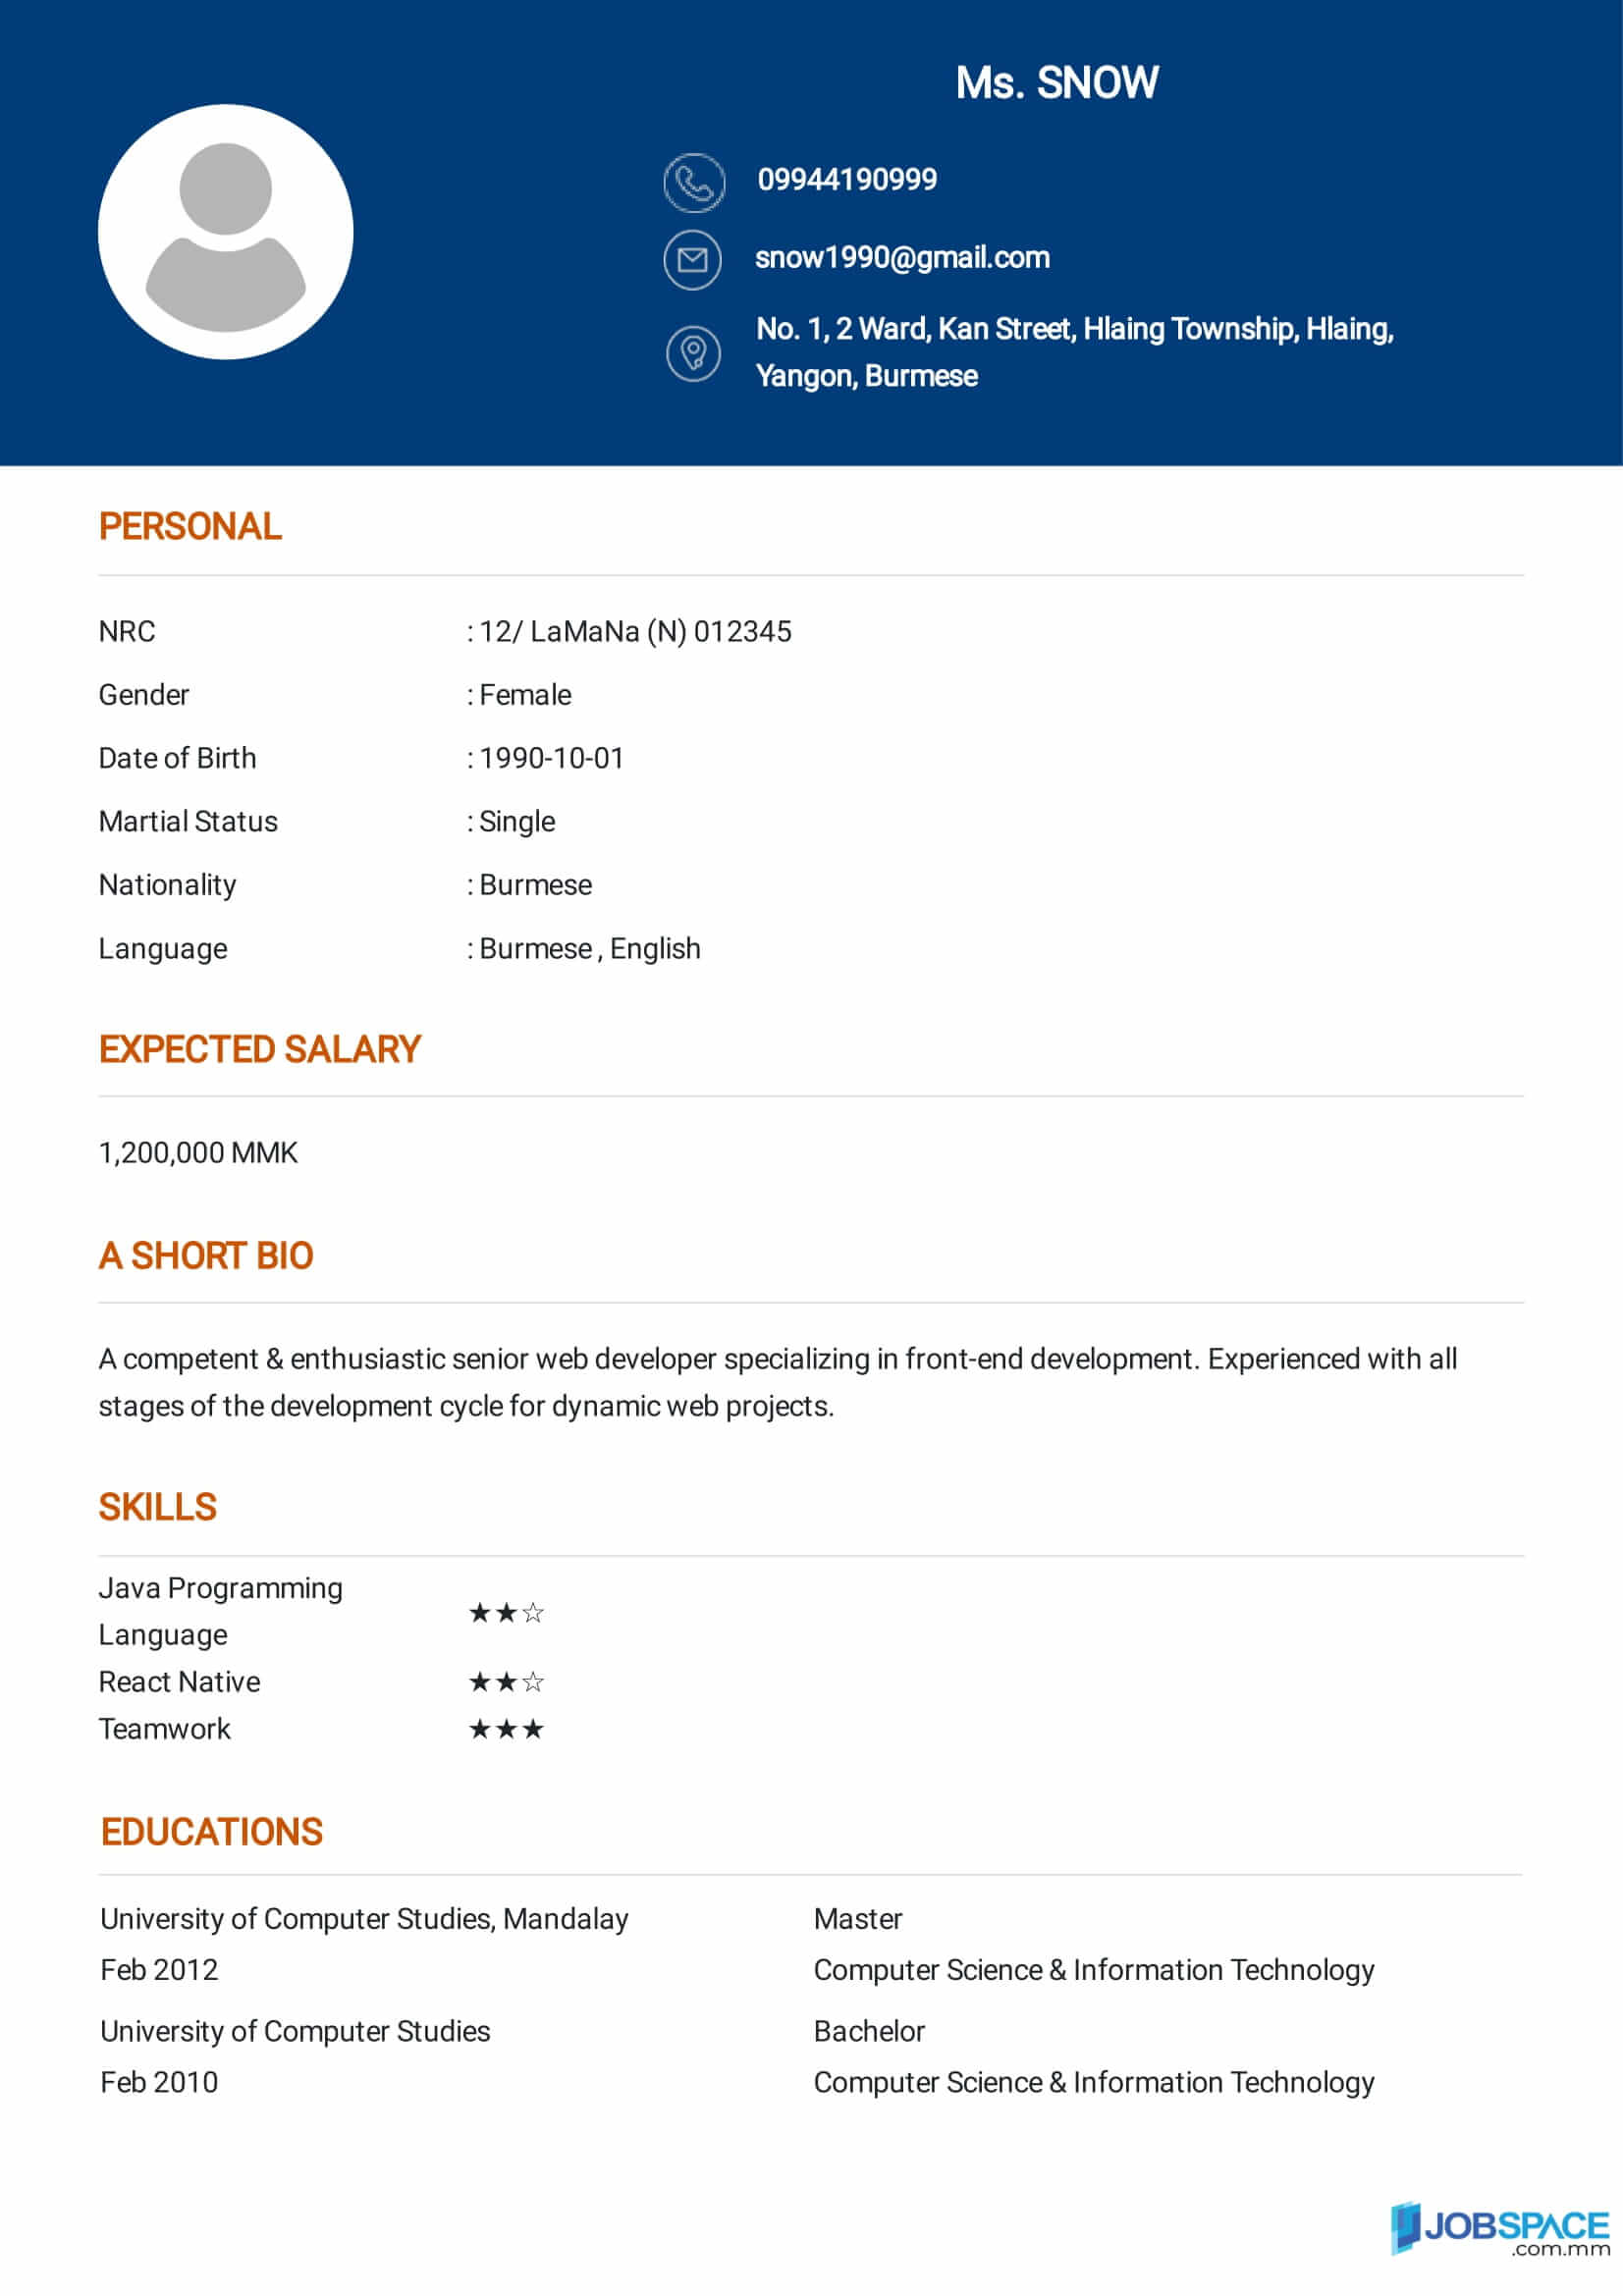 Ms. SNOW
09944190999
snow1990@gmail.com
No. 1, 2 Ward, Kan Street, Hlaing Township, Hlaing,
Yangon, Burmese
PERSONAL
NRC : 12/ LaMaNa (N) 012345
Gender : Female
Date of Birth : 1990-10-01
Martial Status : Single
Nationality : Burmese
Language : Burmese , English
EXPECTED SALARY
1,200,000 MMK
A SHORT BIO
A competent & enthusiastic senior web developer specializing in front-end development. Experienced with all
stages of the development cycle for dynamic web projects.
SKILLS
Java Programming
Language ★★☆
React Native ★★☆
Teamwork ★★★
EDUCATIONS
University of Computer Studies, Mandalay Master
Feb 2012 Computer Science & Information Technology
University of Computer Studies Bachelor
Feb 2010 Computer Science & Information Technology
JOBSPACE
.com.mm